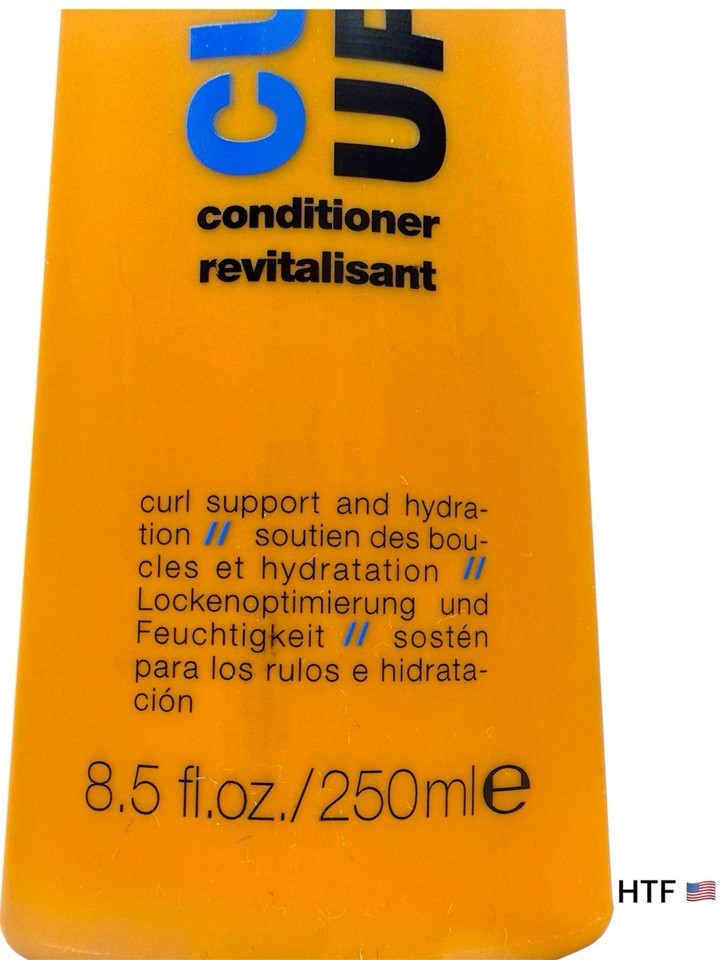 CU
UP
conditioner
revitalisant
curl support and hydra-
tion // soutien des bou-
cles et hydratation //
Lockenoptimierung und
Feuchtigkeit // sostén
para los rulos e hidrata-
ción
8.5 fl.oz./250ml e
HTF 🇺🇸